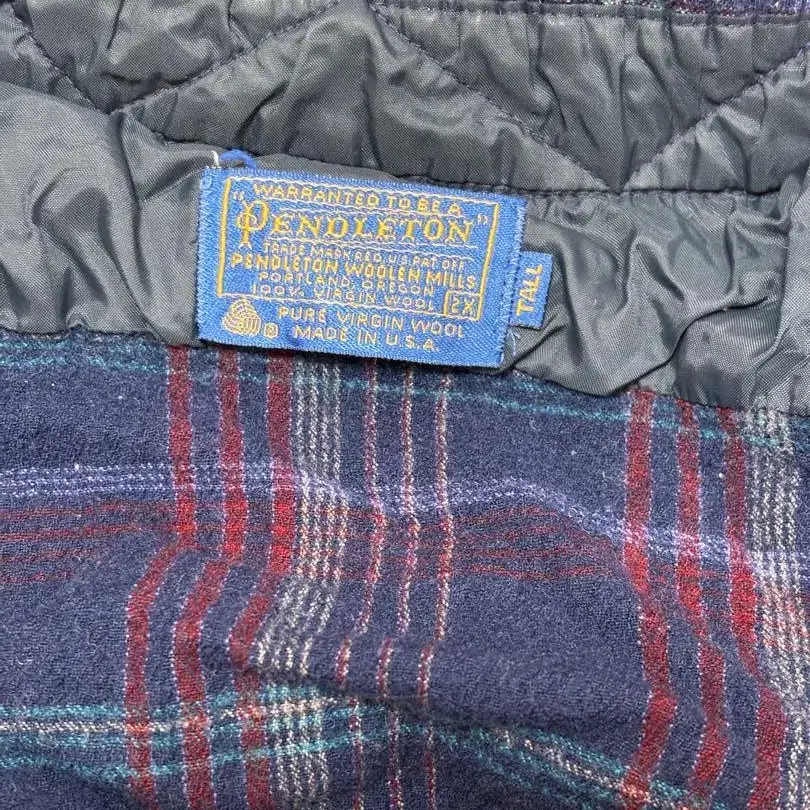 WARRANTED TO BE A
"PENDLETON"
TRADE MARK REG. U.S. PAT. OFF.
PENDLETON WOOLEN MILLS
PORTLAND, OREGON
100% VIRGIN WOOL 2X
TALL
PURE VIRGIN WOOL
® MADE IN U.S.A.